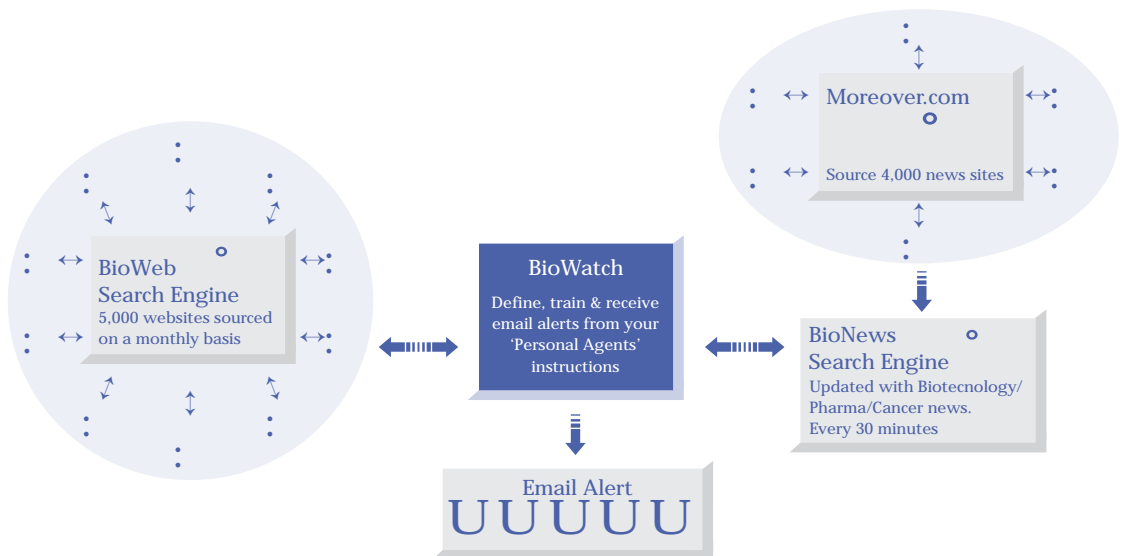 Moreover.com
Source 4,000 news sites
BioWeb
Search Engine
5,000 websites sourced
on a monthly basis
BioWatch
Define, train & receive
email alerts from your
‘Personal Agents’
instructions
BioNews
Search Engine
Updated with Biotecnology/
Pharma/Cancer news.
Every 30 minutes
Email Alert
U U U U U